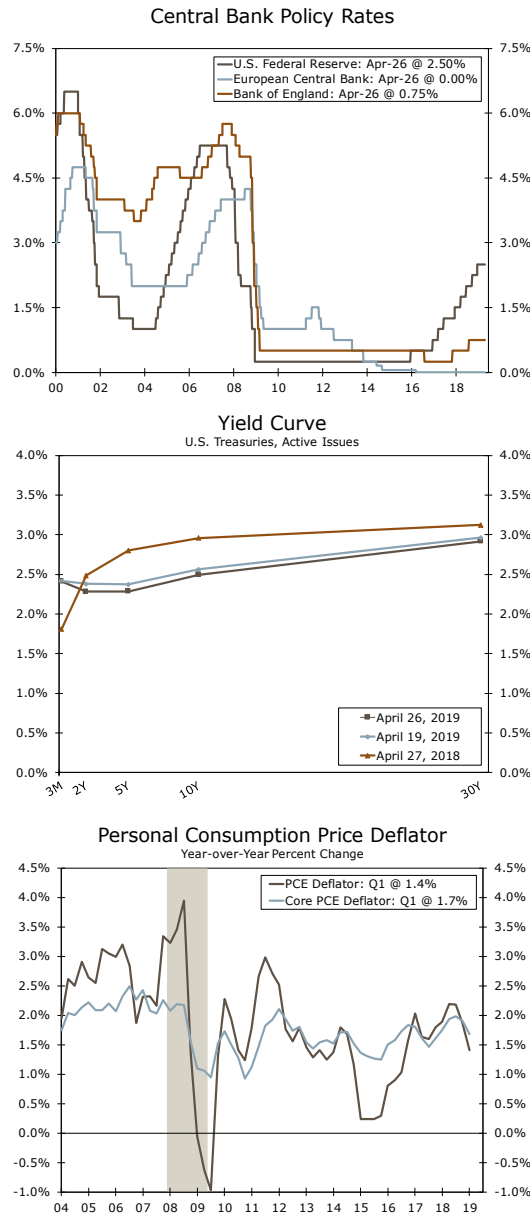 Central Bank Policy Rates
7.5% 7.5%
U.S. Federal Reserve: Apr-26 @ 2.50%
European Central Bank: Apr-26 @ 0.00%
Bank of England: Apr-26 @ 0.75%
6.0% 6.0%
4.5% 4.5%
3.0% 3.0%
1.5% 1.5%
0.0% 0.0%
00 02 04 06 08 10 12 14 16 18
Yield Curve
U.S. Treasuries, Active Issues
4.0% 4.0%
3.5% 3.5%
3.0% 3.0%
2.5% 2.5%
2.0% 2.0%
1.5% 1.5%
1.0% 1.0%
0.5% 0.5%
0.0% 0.0%
April 26, 2019
April 19, 2019
April 27, 2018
3M 2Y 5Y 10Y 30Y
Personal Consumption Price Deflator
Year-over-Year Percent Change
4.5% 4.5%
PCE Deflator: Q1 @ 1.4%
Core PCE Deflator: Q1 @ 1.7%
4.0% 4.0%
3.5% 3.5%
3.0% 3.0%
2.5% 2.5%
2.0% 2.0%
1.5% 1.5%
1.0% 1.0%
0.5% 0.5%
0.0% 0.0%
-0.5% -0.5%
-1.0% -1.0%
04 05 06 07 08 09 10 11 12 13 14 15 16 17 18 19